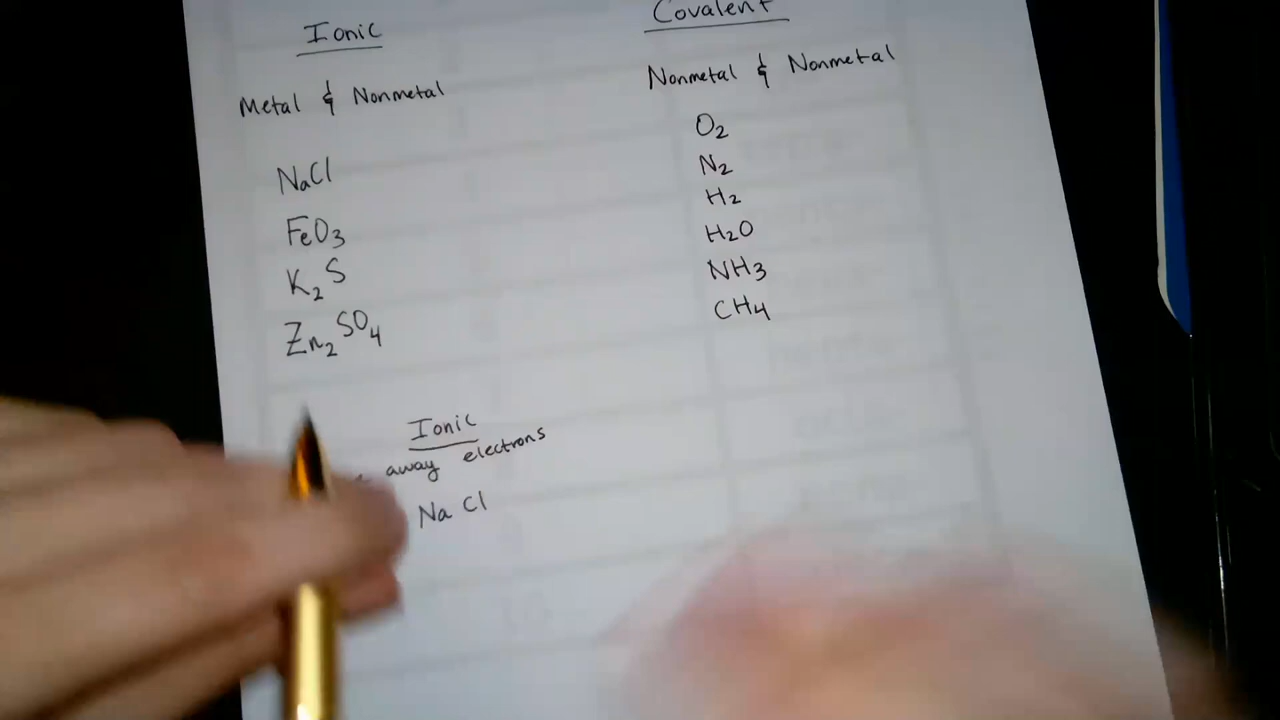 Ionic
Metal & Nonmetal
NaCl
FeO3
K2S
Zn2SO4
Covalent
Nonmetal & Nonmetal
O2
N2
H2
H2O
NH3
CH4
Ionic
away electrons
Na Cl